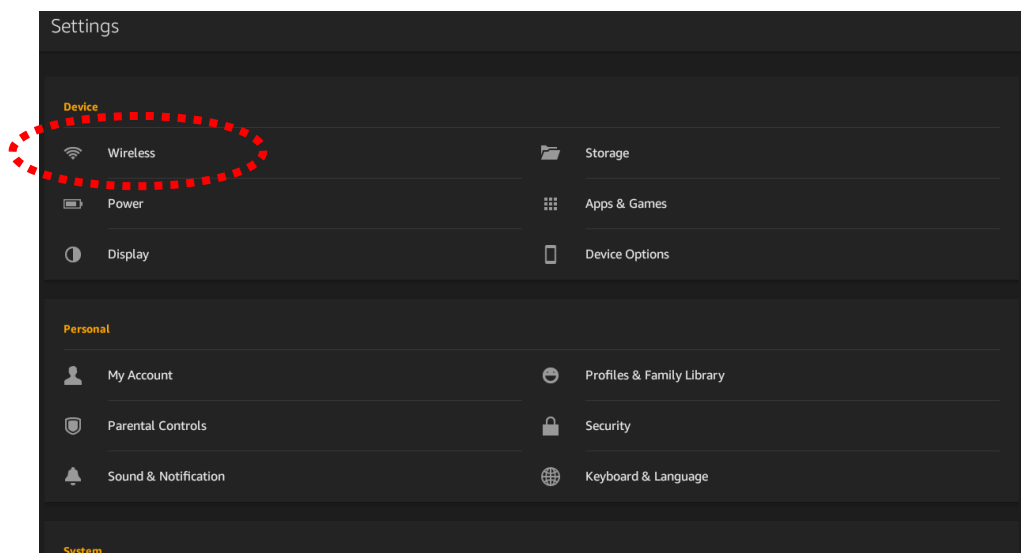 Settings
Device
Wireless
Storage
Power
Apps & Games
Display
Device Options
Personal
My Account
Profiles & Family Library
Parental Controls
Security
Sound & Notification
Keyboard & Language
System